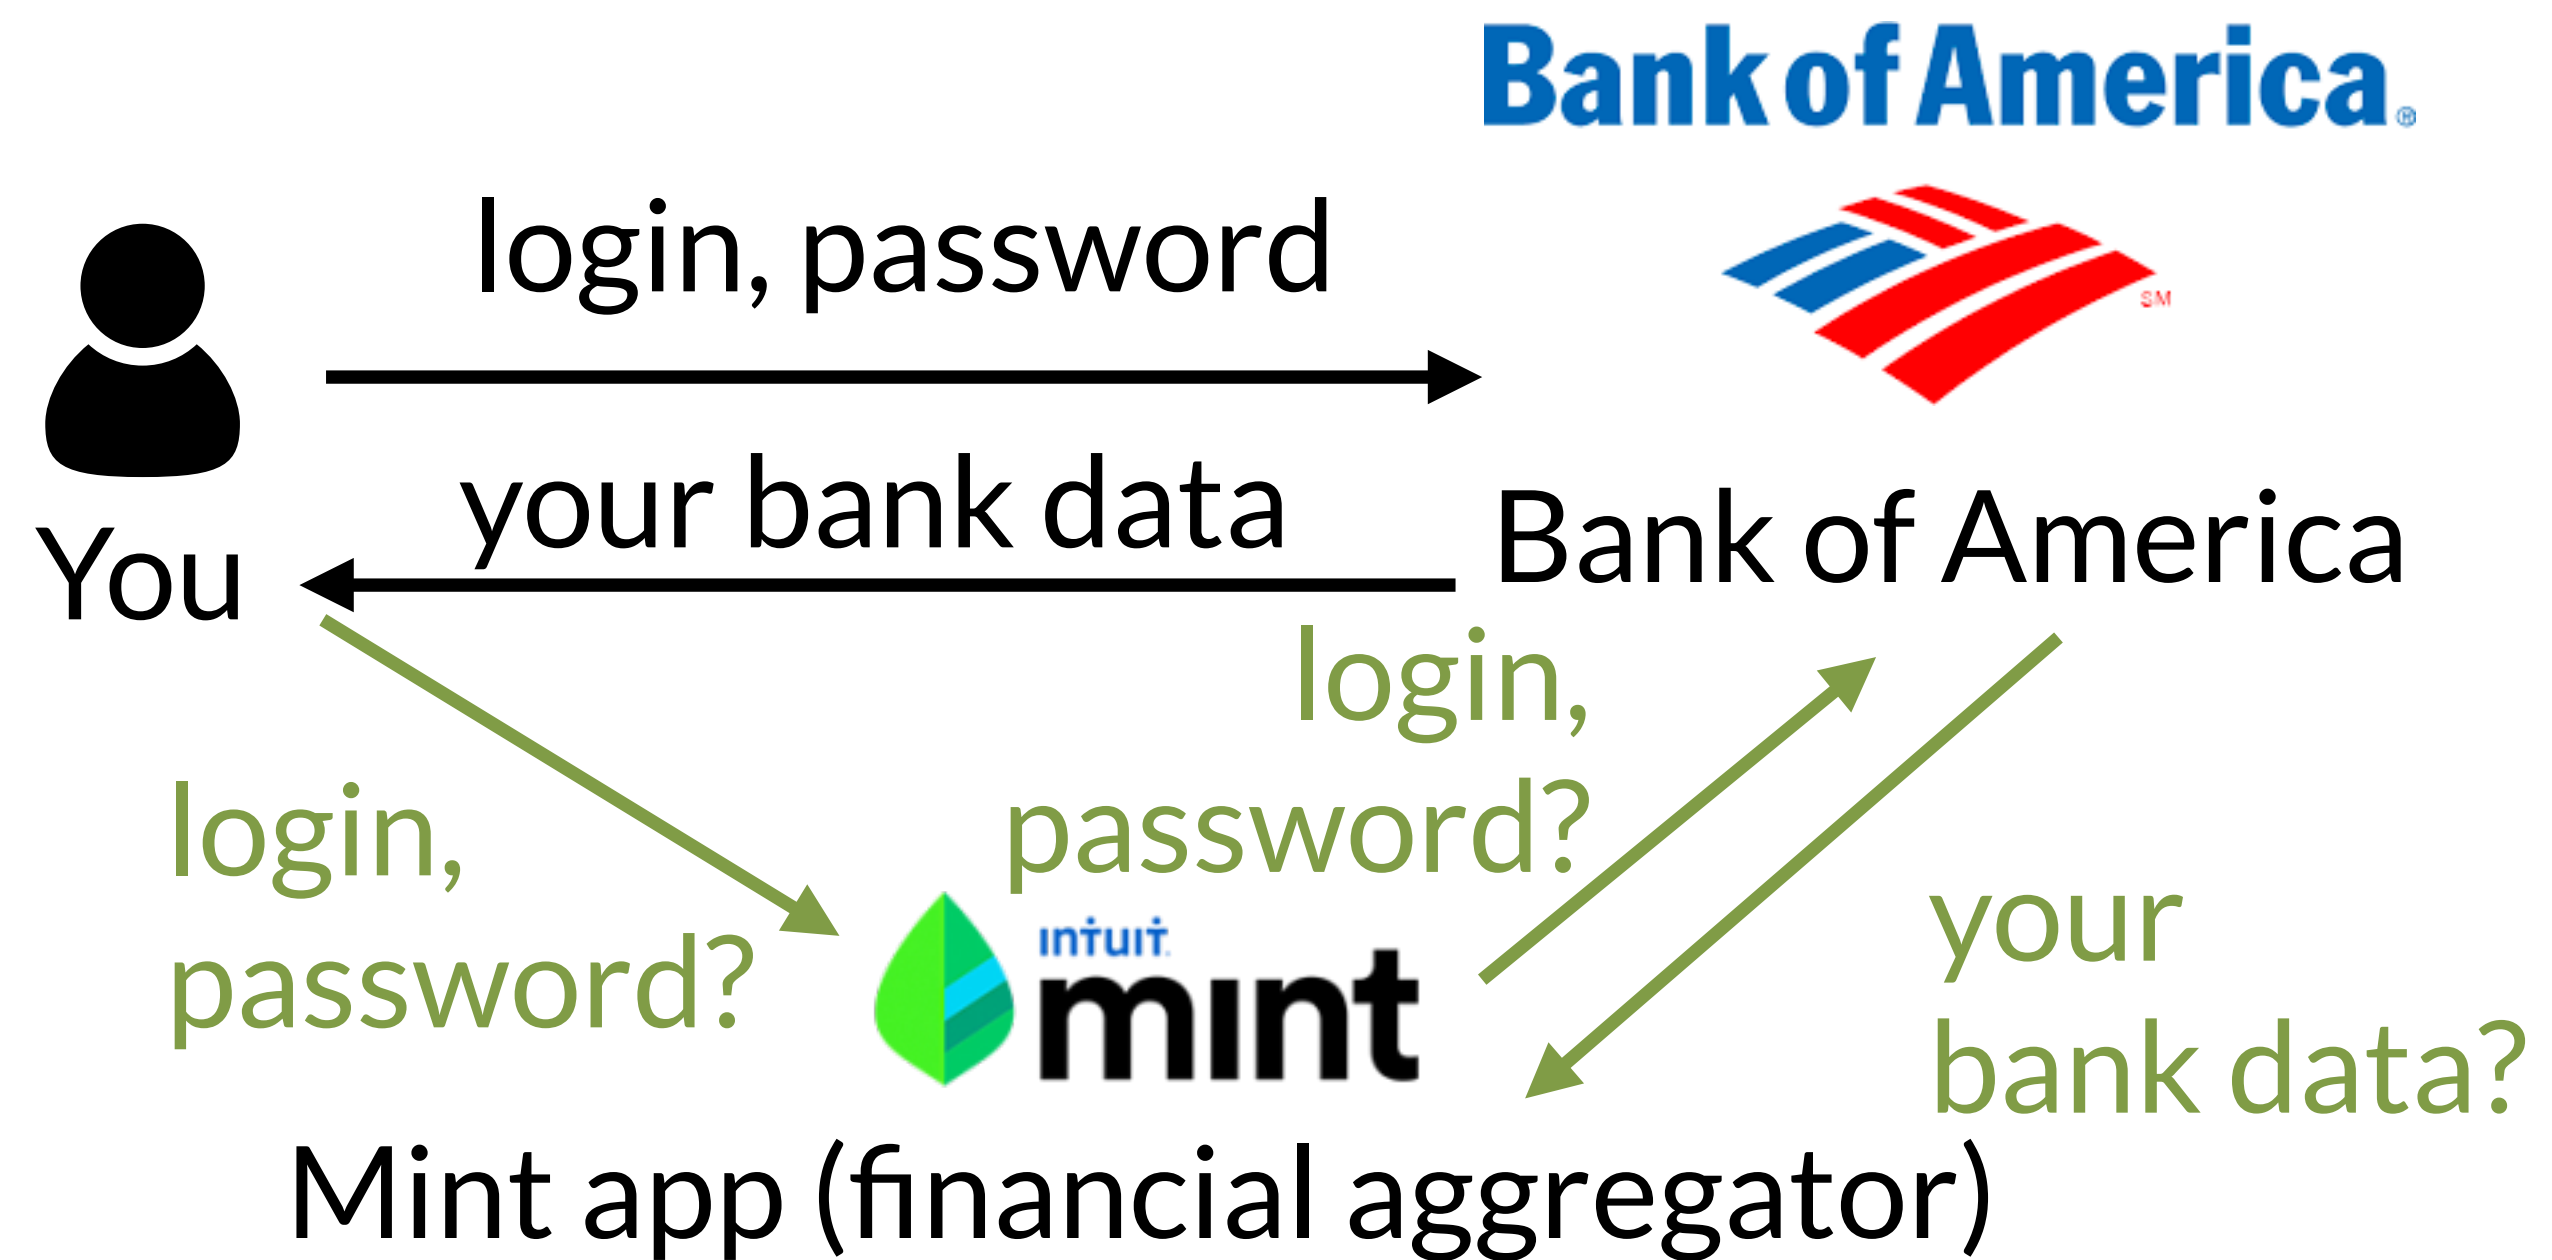 Bank of America®
SM
login, password
your bank data
You
Bank of America
login,
password?
login,
password?
intuit
mint
your
bank data?
Mint app (financial aggregator)